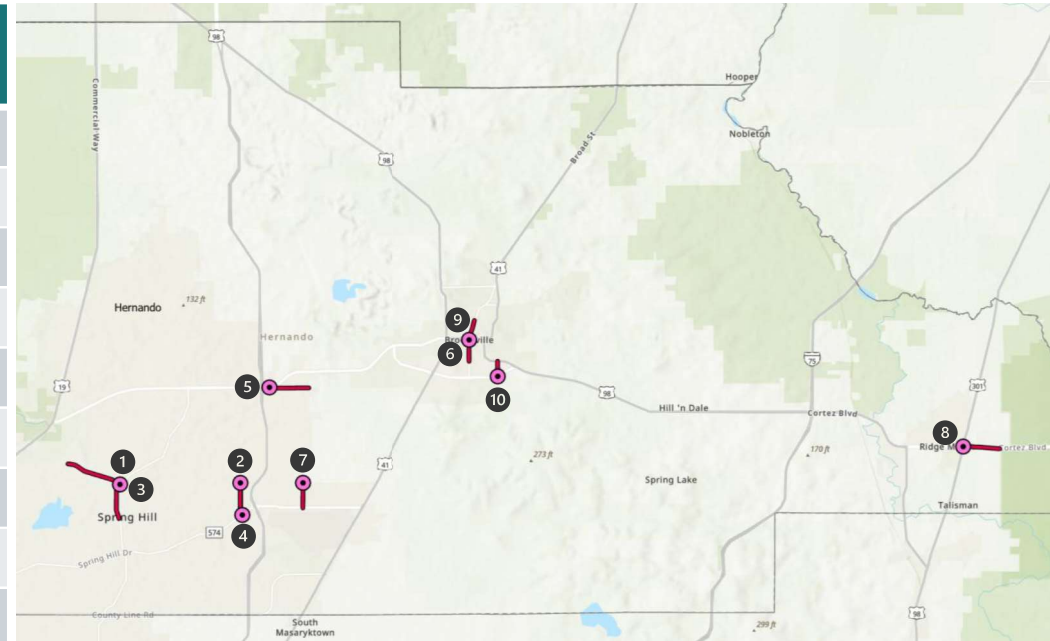 98
Hooper
Commercial Way
Nobleton
Broad St
98
41
Hernando
132 ft
Hernando
9
Brooksville
6
75
19
5
10
98
301
Hill 'n Dale
Cortez Blvd
8
Ridge M
Cortez Blvd
1
2
7
41
273 ft
170 ft
3
Spring Lake
Talisman
Spring Hill
4
574
Spring Hill Dr
County Line Rd
98
South
Masaryktown
299 ft